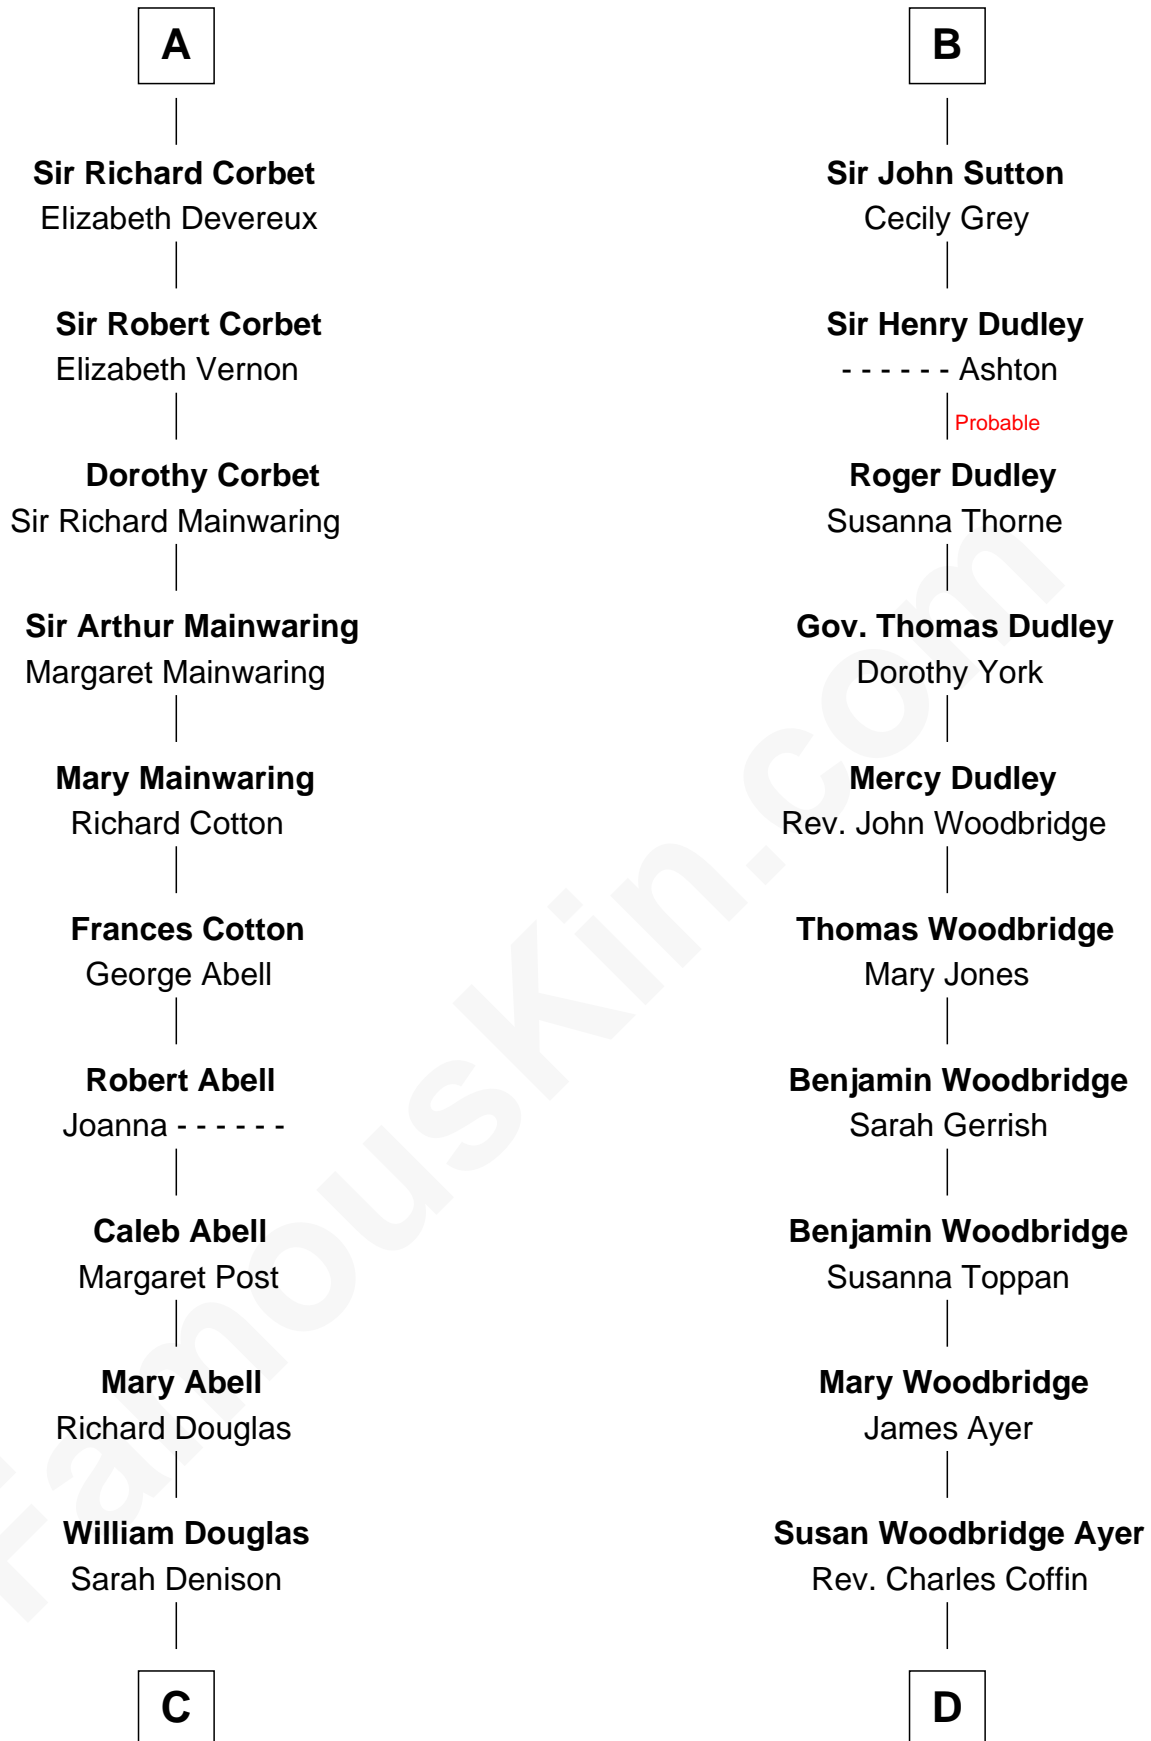 A
Sir Richard Corbet
Elizabeth Devereux
Sir Robert Corbet
Elizabeth Vernon
Dorothy Corbet
Sir Richard Mainwaring
Sir Arthur Mainwaring
Margaret Mainwaring
Mary Mainwaring
Richard Cotton
Frances Cotton
George Abell
Robert Abell
Joanna - - - - - -
Caleb Abell
Margaret Post
Mary Abell
Richard Douglas
William Douglas
Sarah Denison
C
B
Sir John Sutton
Cecily Grey
Sir Henry Dudley
- - - - - - Ashton
Probable
Roger Dudley
Susanna Thorne
Gov. Thomas Dudley
Dorothy York
Mercy Dudley
Rev. John Woodbridge
Thomas Woodbridge
Mary Jones
Benjamin Woodbridge
Sarah Gerrish
Benjamin Woodbridge
Susanna Toppan
Mary Woodbridge
James Ayer
Susan Woodbridge Ayer
Rev. Charles Coffin
D
FamousKin.com